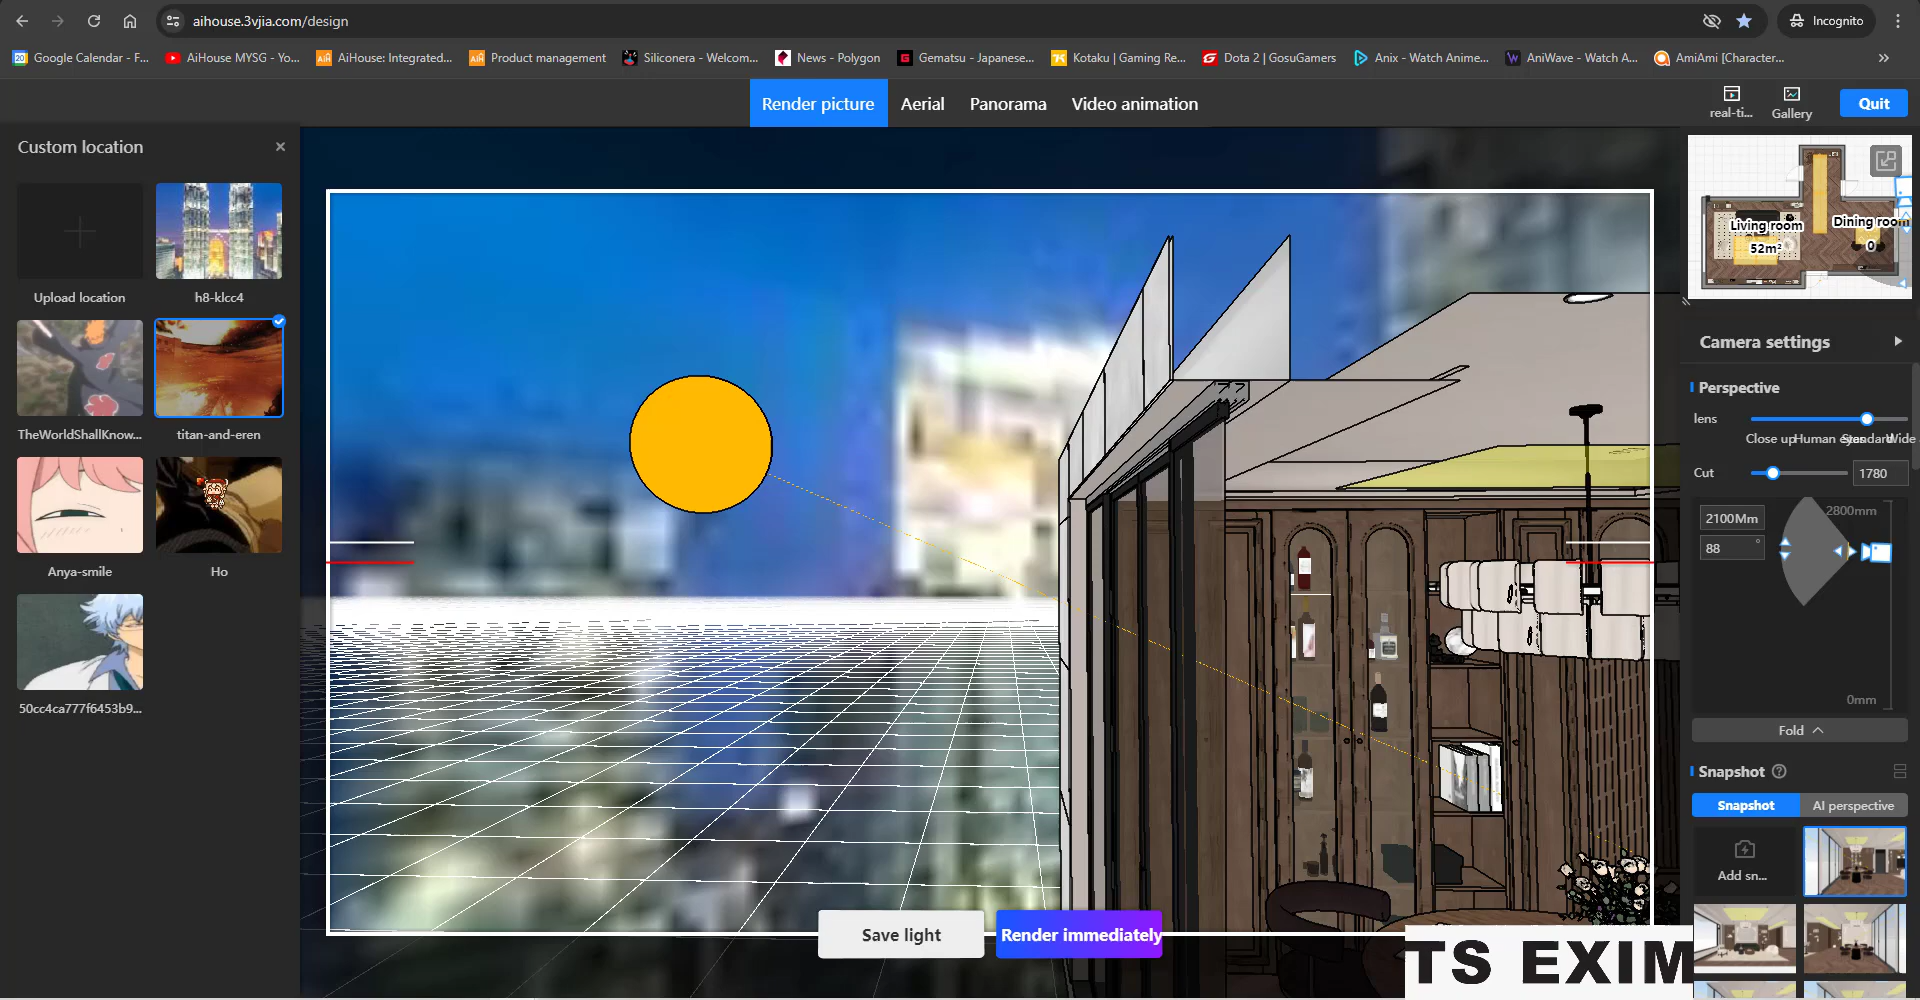 aihouse.3vjia.com/design
Incognito
Google Calendar - F...
AiHouse MYSG - Yo...
AiHouse: Integrated...
Product management
Siliconera - Welcom...
News - Polygon
Gematsu - Japanese...
Kotaku | Gaming Re...
Dota 2 | GosuGamers
Anix - Watch Anime...
AniWave - Watch A...
AmiAmi [Character...
Render picture
Aerial
Panorama
Video animation
real-ti...
Gallery
Quit
Custom location
Upload location
h8-klcc4
TheWorldShallKnow...
titan-and-eren
Anya-smile
Ho
50cc4ca777f6453b9...
Living room
52m²
Dining room
0
Camera settings
Perspective
lens
Close up
Human eyes
Standard
Wide
Cut
1780
2100Mm
88°
2800mm
0mm
Fold
Snapshot
Snapshot
AI perspective
Add sn...
Save light
Render immediately
TS EXIM